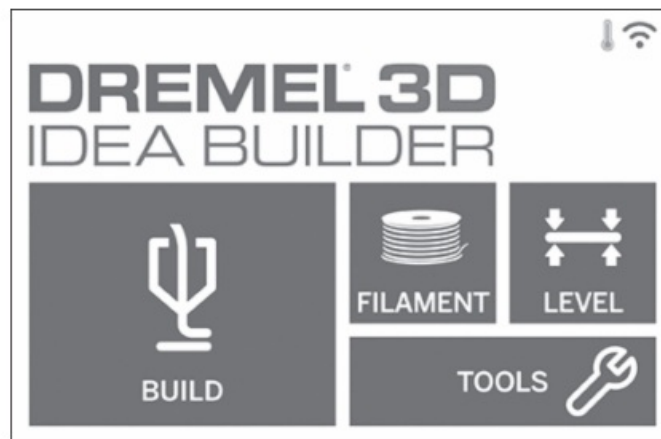 DREMEL® 3D
IDEA BUILDER
FILAMENT
LEVEL
BUILD
TOOLS